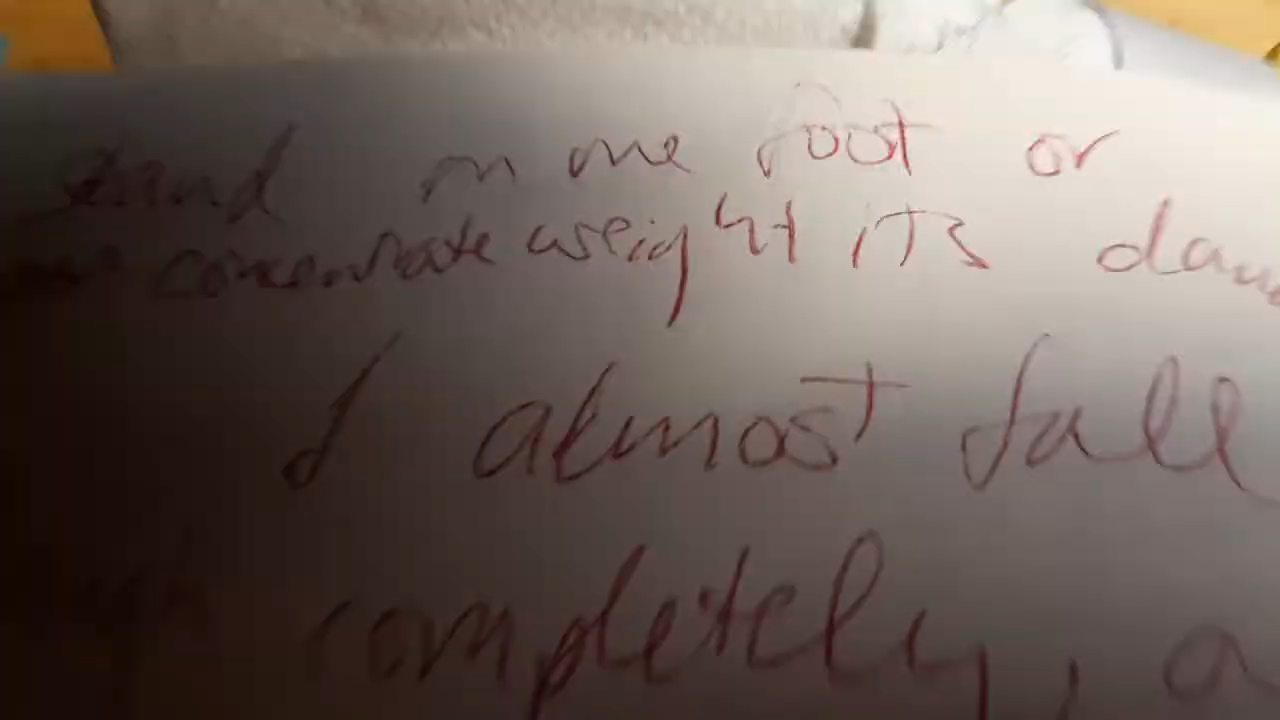 stand on one foot or
concentrate weight its
I almost fall
completely,